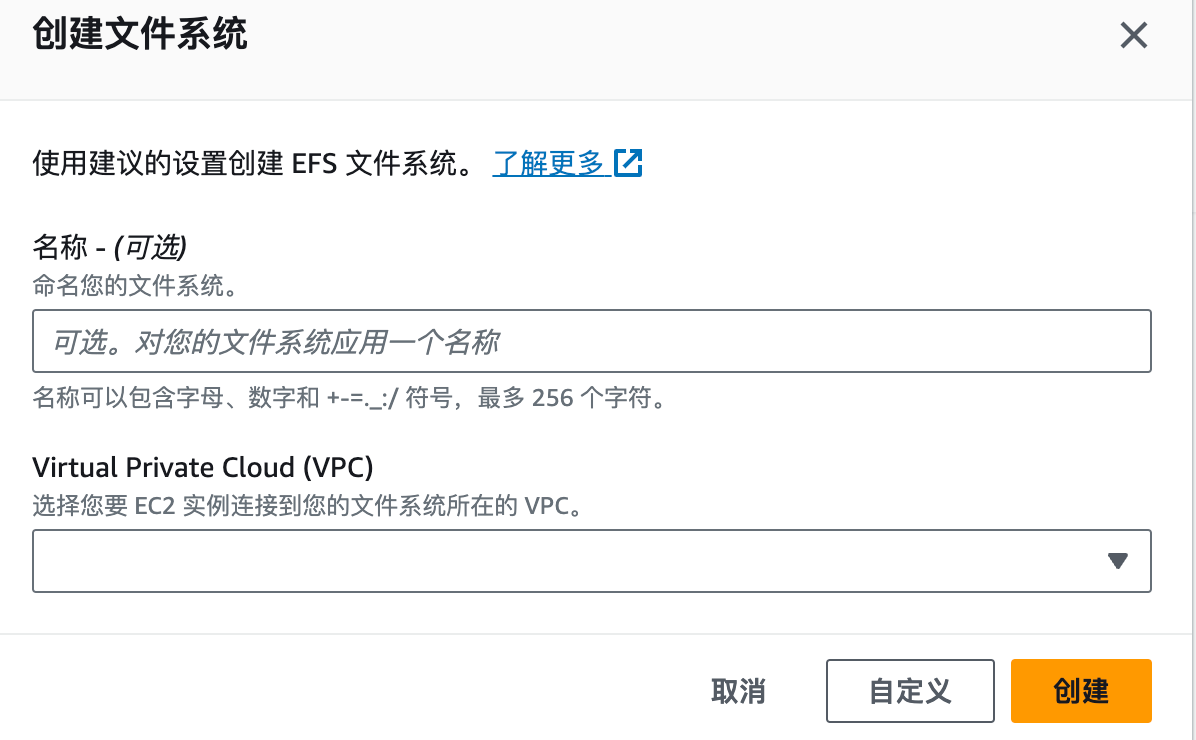 创建文件系统
使用建议的设置创建 EFS 文件系统。 了解更多
名称 - (可选)
命名您的文件系统。
可选。对您的文件系统应用一个名称
名称可以包含字母、数字和 +-=._:/ 符号，最多 256 个字符。
Virtual Private Cloud (VPC)
选择您要 EC2 实例连接到您的文件系统所在的 VPC。
取消 自定义 创建